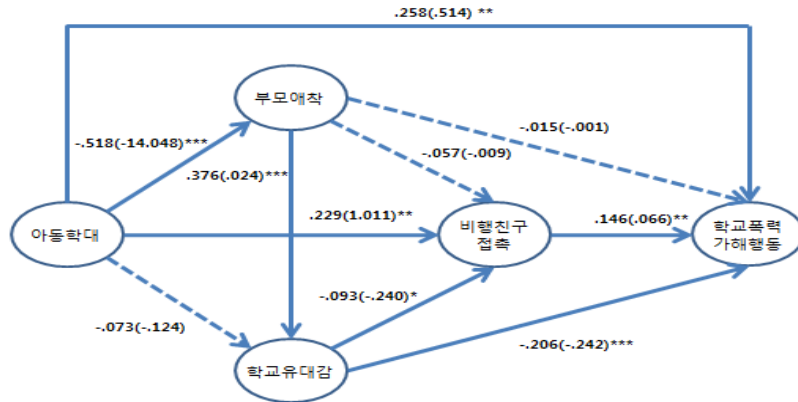 .258(.514) **
부모애착
-.015(-.001)
-.518(-14.048)***
-.057(-.009)
.376(.024)***
아동학대
.229(1.011)**
비행친구
접촉
.146(.066)**
학교폭력
가해행동
-.093(-.240)*
-.073(-.124)
-.206(-.242)***
학교유대감